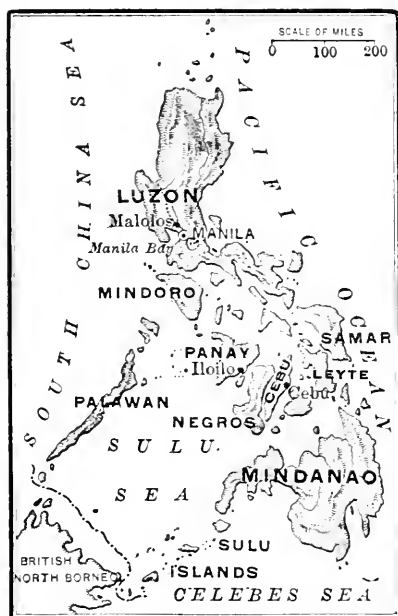 SCALE OF MILES
0 100 200
SOUTH CHINA SEA
PACIFIC OCEAN
LUZON
Malolos
MANILA
Manila Bay
MINDORO
SAMAR
PANAY
Iloilo
LEYTE
CEBU
Cebu
PALAWAN
NEGROS
SULU
SEA
MINDANAO
SULU
ISLANDS
BRITISH
NORTH BORNEO
CELEBES SEA